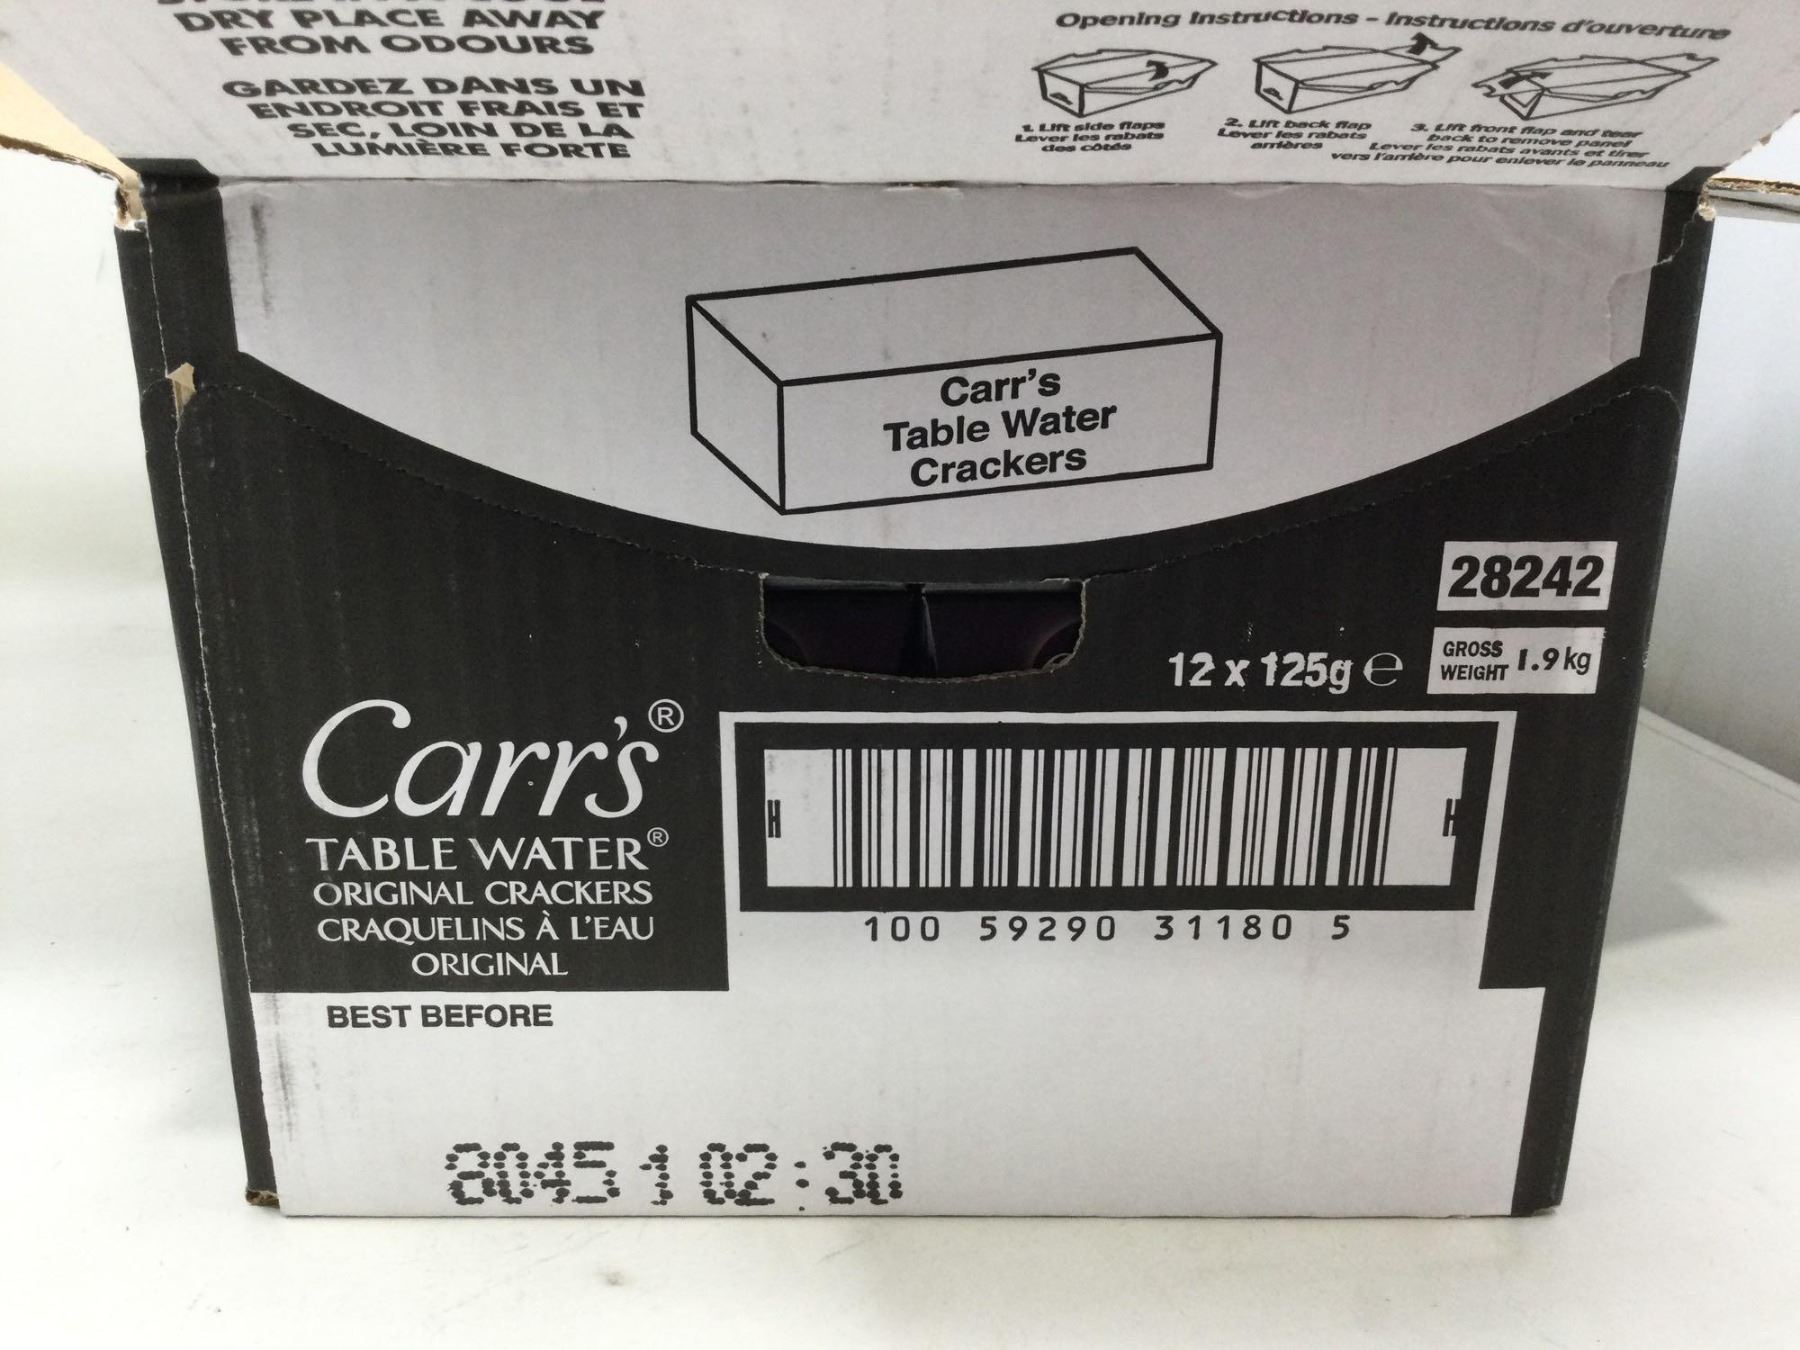 DRY PLACE AWAY
FROM ODOURS
GARDEZ DANS UN
ENDROIT FRAIS ET
SEC, LOIN DE LA
LUMIÈRE FORTE
Opening Instructions - Instructions d'ouverture
1. Lift side flaps
Lever les rabats
des côtés
2. Lift back flap
Lever les rabats
arrières
3. Lift front flap and tear
back to remove panel
Lever les rabats avants et tirer
vers l'arrière pour enlever le panneau
Carr's
Table Water
Crackers
28242
12 x 125g ℮
GROSS
WEIGHT 1.9 kg
Carr's®
TABLE WATER®
ORIGINAL CRACKERS
CRAQUELINS À L'EAU
ORIGINAL
H H
100 59290 31180 5
BEST BEFORE
8045 1 02:30